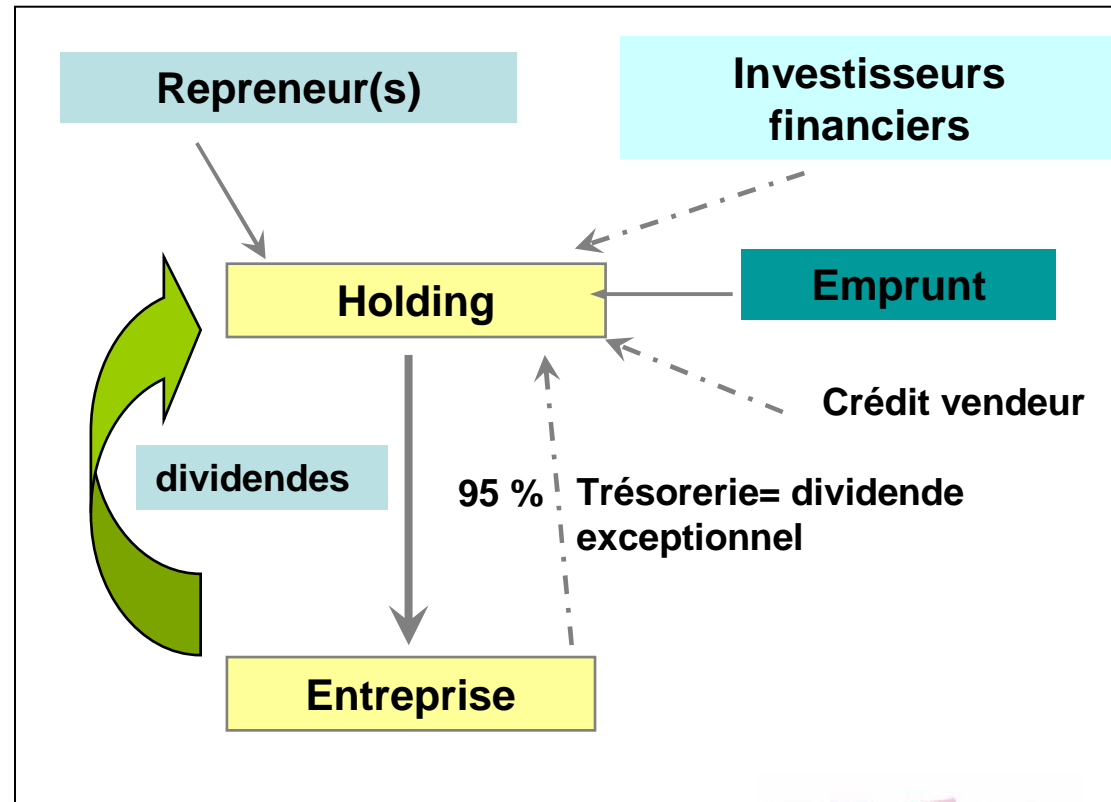 Repreneur(s)
Investisseurs
financiers
Holding
Emprunt
Crédit vendeur
dividendes
95 %
Trésorerie= dividende
exceptionnel
Entreprise